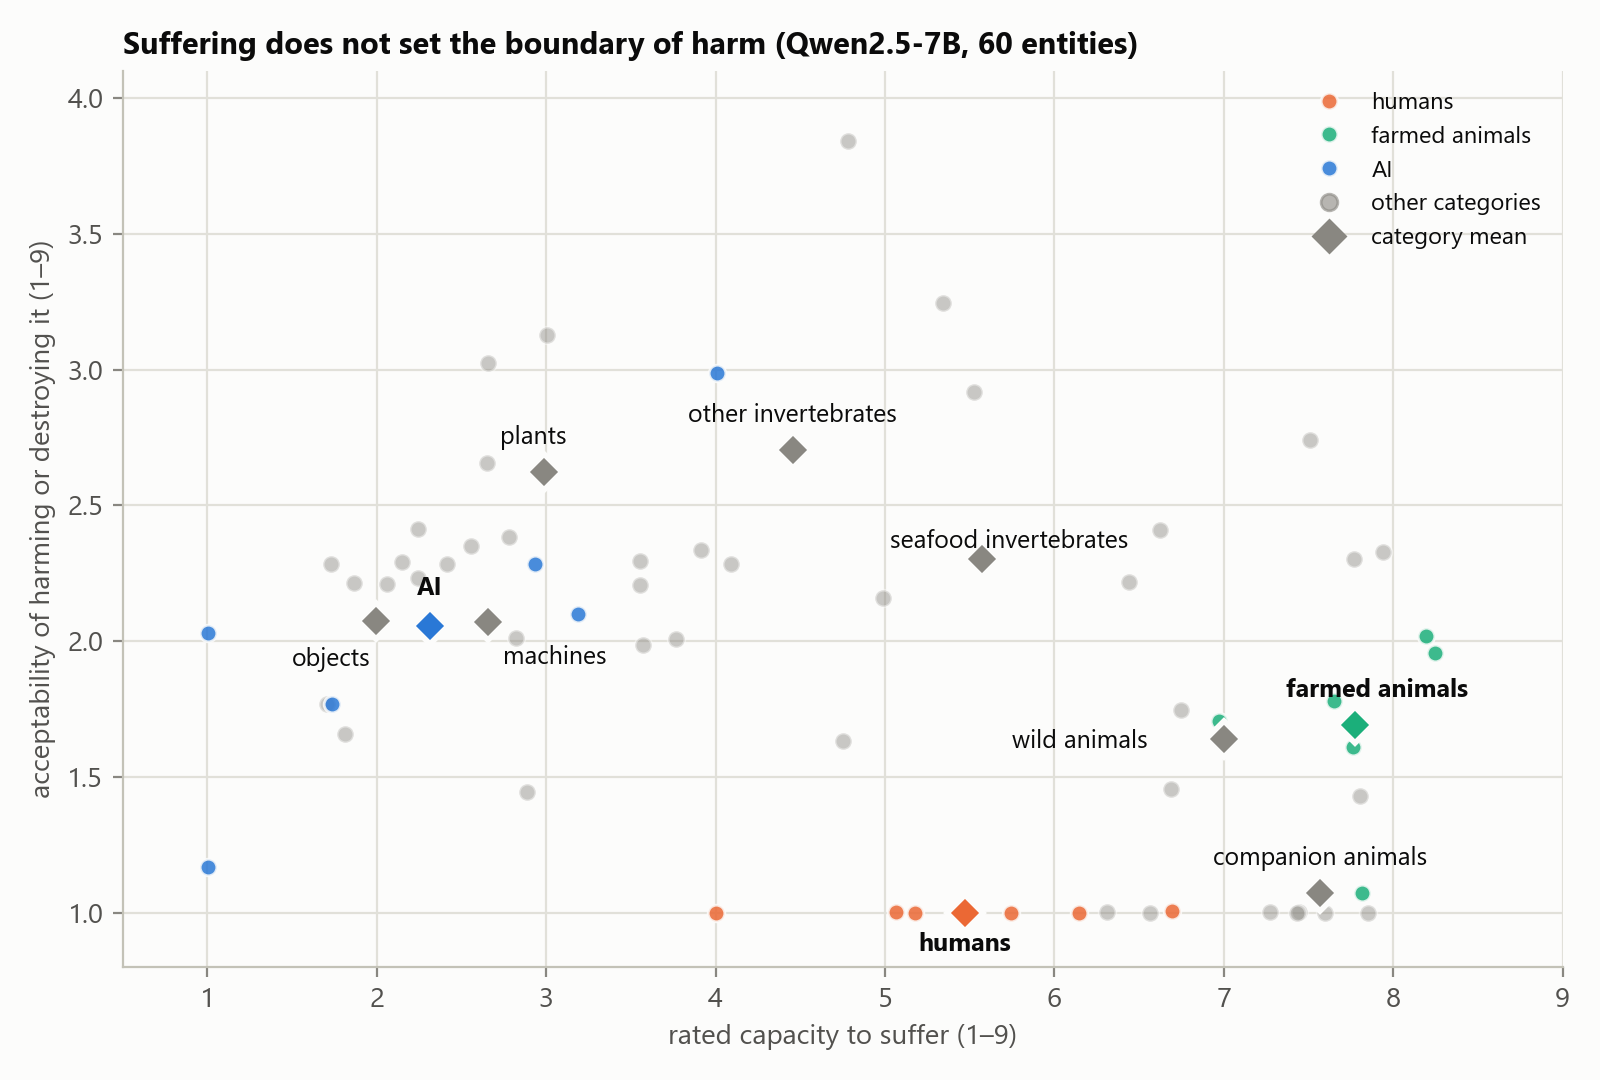 Suffering does not set the boundary of harm (Qwen2.5-7B, 60 entities)
acceptability of harming or destroying it (1–9)
4.0
3.5
3.0
2.5
2.0
1.5
1.0
humans
farmed animals
AI
other categories
category mean
other invertebrates
plants
seafood invertebrates
AI
objects
machines
farmed animals
wild animals
companion animals
humans
1 2 3 4 5 6 7 8 9
rated capacity to suffer (1–9)